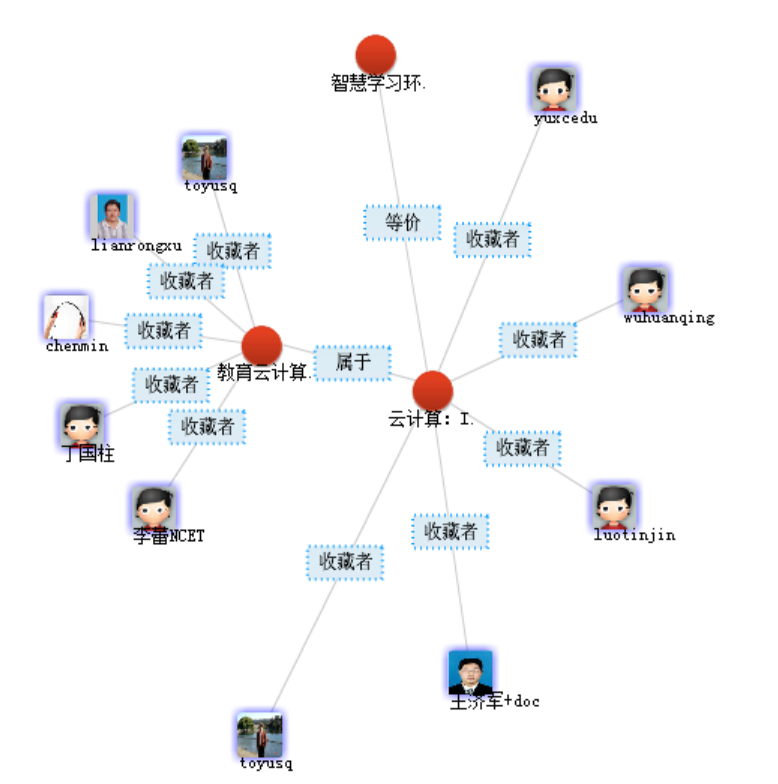 智慧学习环.
yuxcedu
toyusq
等价
收藏者
lianrongxu
收藏者
收藏者
wuhuanqing
chenmin
收藏者
收藏者
教育云计算.
属于
收藏者
云计算: I.
丁国柱
收藏者
收藏者
李蕾NCET
luotinjin
收藏者
收藏者
王济军+doc
toyusq